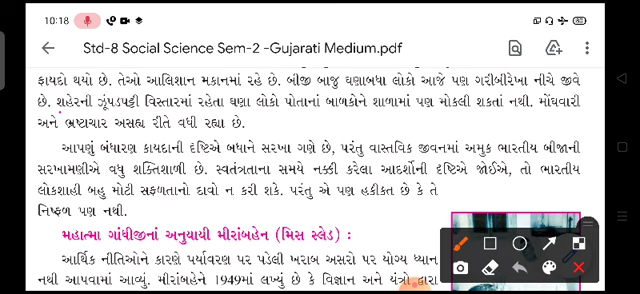 10:18
Std-8 Social Science Sem-2 -Gujarati Medium.pdf
ફાયદો થયો છે. તેઓ આલિશાન મકાનમાં રહે છે. બીજી બાજુ ઘણાબધા લોકો આજે પણ ગરીબીરેખા નીચે જીવે
છે. શહેરની ઝૂંપડપટ્ટી વિસ્તારમાં રહેતા ઘણા લોકો પોતાનાં બાળકોને શાળામાં પણ મોકલી શકતાં નથી. મોંઘવારી
અને ભ્રષ્ટાચાર અસહ્ય રીતે વધી રહ્યા છે.
આપણું બંધારણ કાયદાની દૃષ્ટિએ બધાને સરખા ગણે છે, પરંતુ વાસ્તવિક જીવનમાં અમુક ભારતીય બીજાની
સરખામણીએ વધુ શક્તિશાળી છે. સ્વતંત્રતાના સમયે નક્કી કરેલા આદર્શોની દૃષ્ટિએ જોઈએ, તો ભારતીય
લોકશાહી બહુ મોટી સફળતાનો દાવો ન કરી શકે. પરંતુ એ પણ હકીકત છે કે તે
નિષ્ફળ પણ નથી.
મહાત્મા ગાંધીજીનાં અનુયાયી મીરાંબહેન (મિસ સ્લેડ) :
આર્થિક નીતિઓને કારણે પર્યાવરણ પર પડેલી ખરાબ અસરો પર યોગ્ય ધ્યાન
નથી આપવામાં આવ્યું. મીરાંબહેને 1949માં લખ્યું છે કે વિજ્ઞાન અને યંત્રો દ્વારા